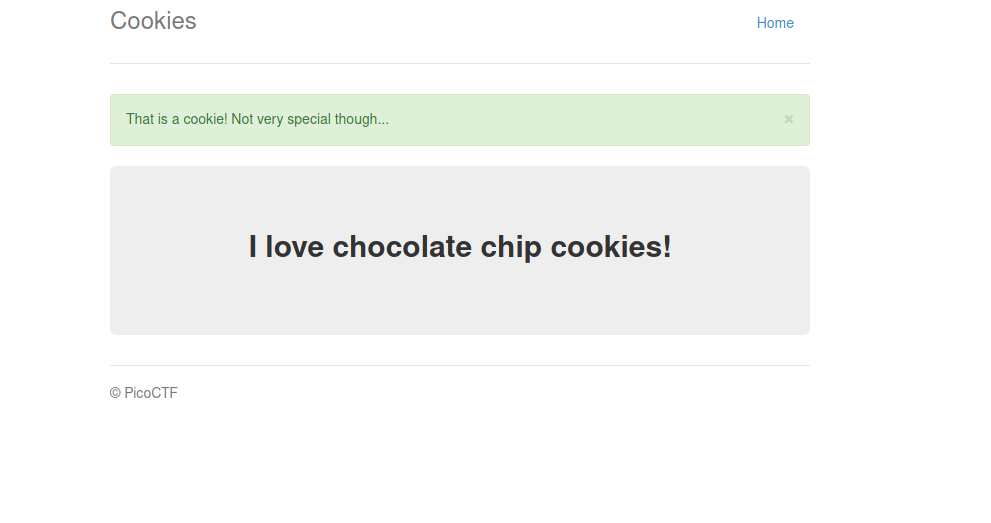 Cookies
Home
That is a cookie! Not very special though...
×
I love chocolate chip cookies!
© PicoCTF